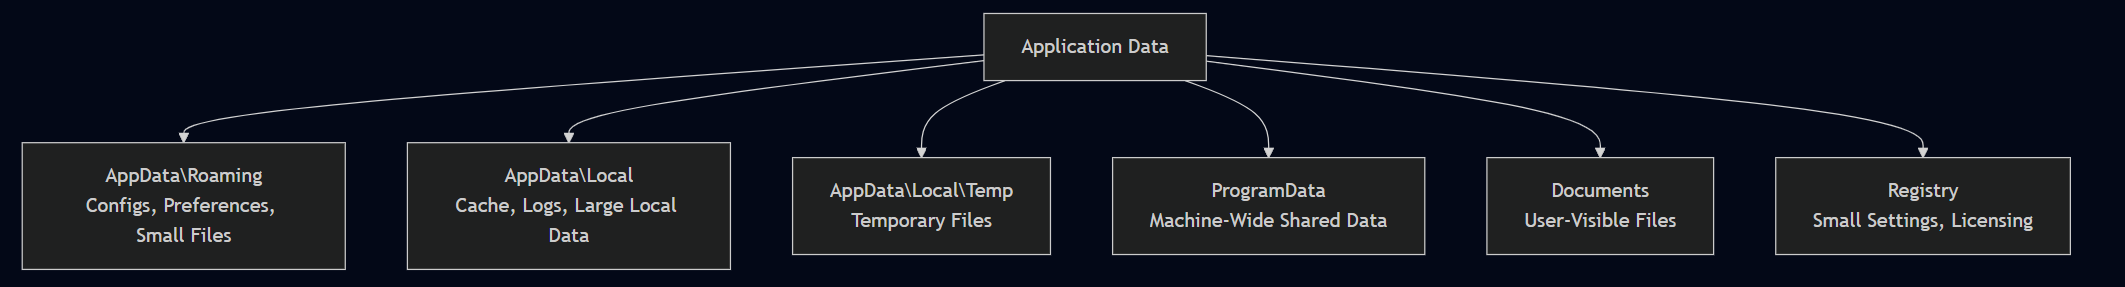 Application Data
AppData\Roaming
Configs, Preferences,
Small Files
AppData\Local
Cache, Logs, Large Local
Data
AppData\Local\Temp
Temporary Files
ProgramData
Machine-Wide Shared Data
Documents
User-Visible Files
Registry
Small Settings, Licensing